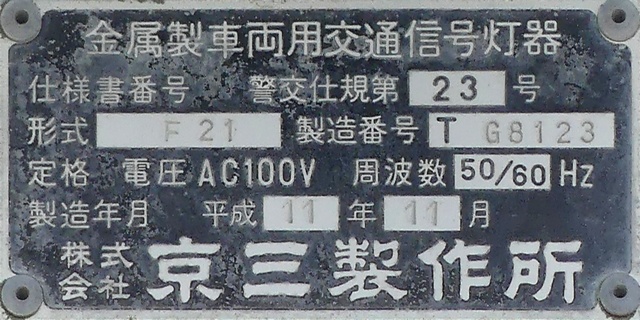 金属製車両用交通信号灯器
仕様書番号 警交仕規第 23 号
形式 F21 製造番号 T G8123
定格 電圧 AC100V 周波数 50/60 Hz
製造年月 平成 11 年 11 月
株式会社 京三製作所